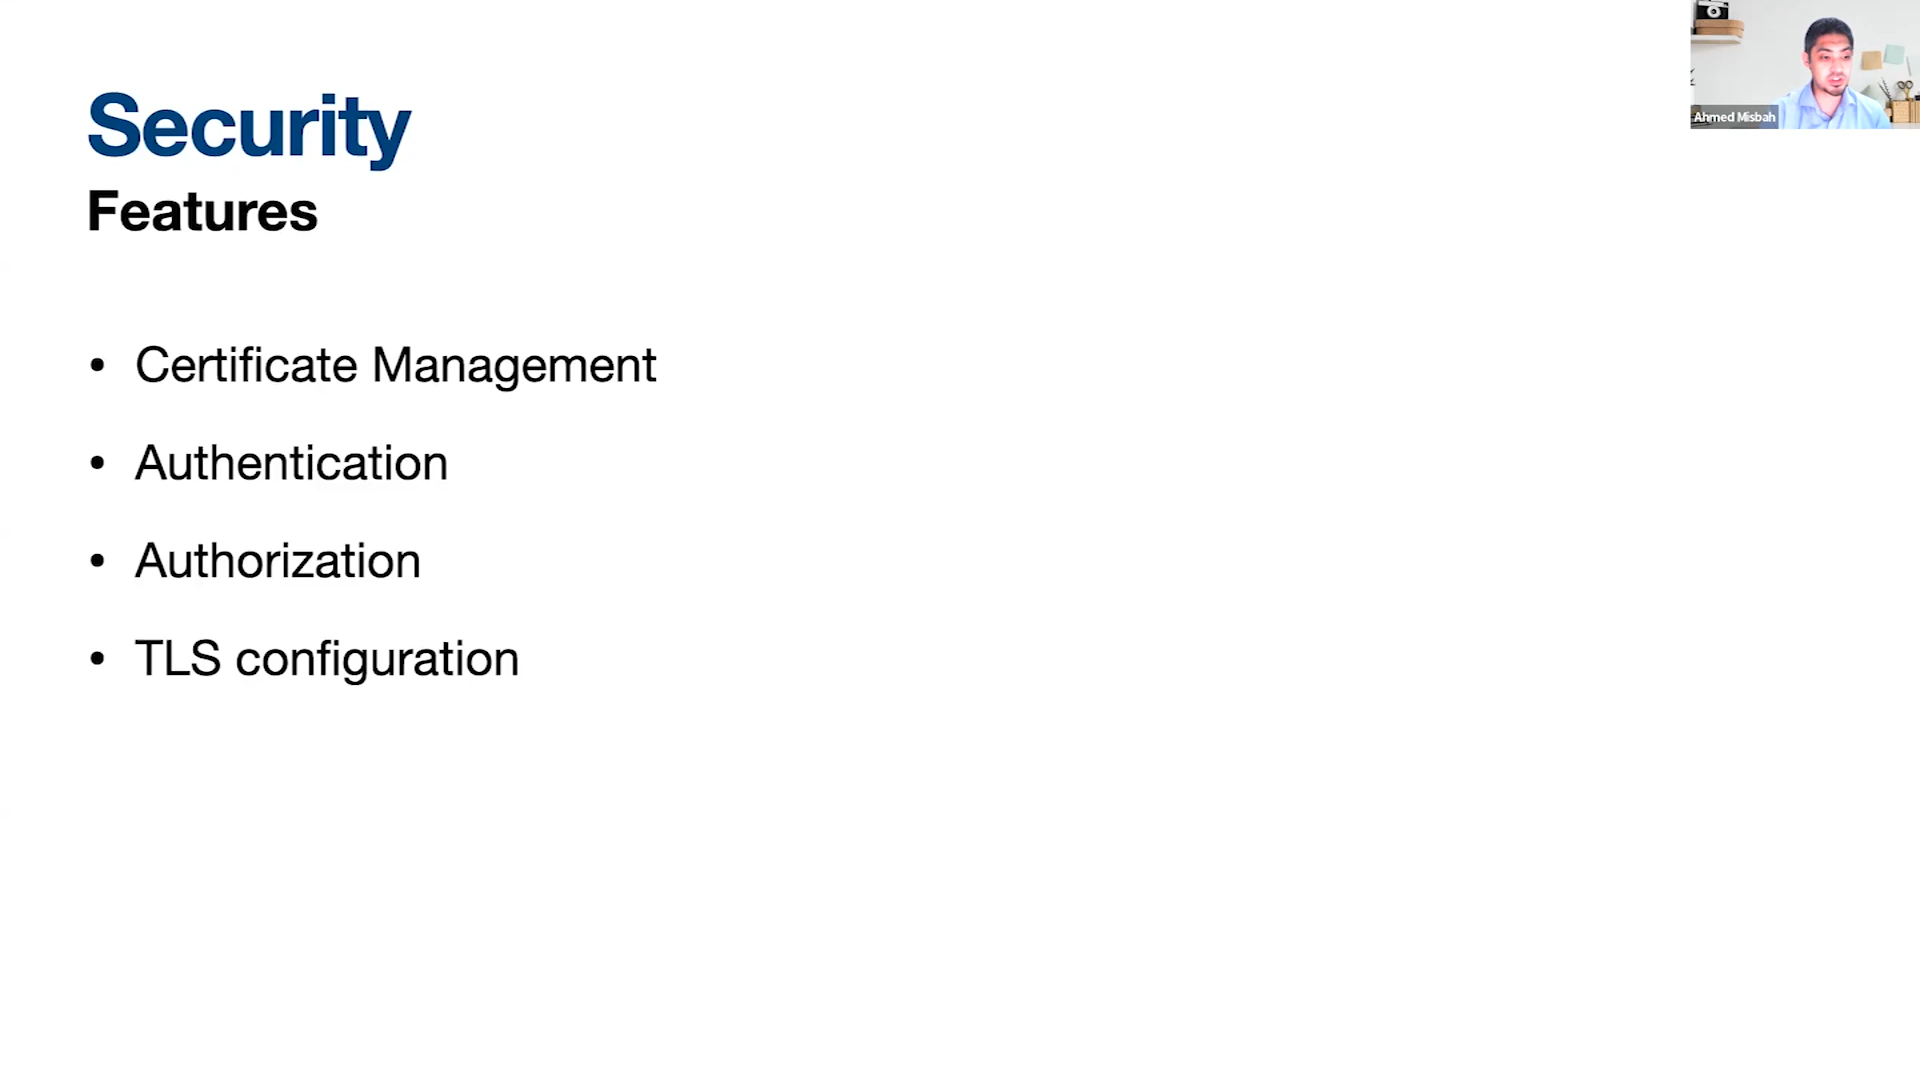 Security
Features
• Certificate Management
• Authentication
• Authorization
• TLS configuration
Ahmed Misbah